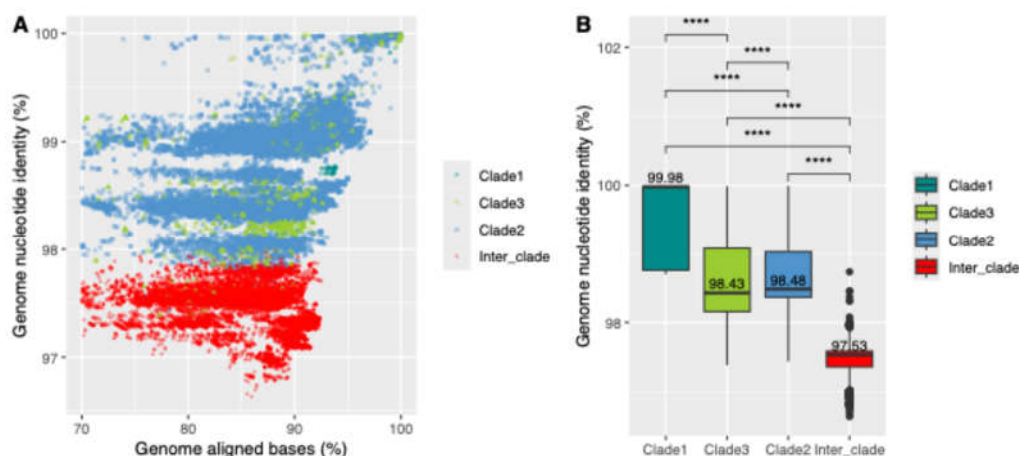 A
Genome nucleotide identity (%)
100
99
98
97
70
80
90
100
Genome aligned bases (%)
Clade1
Clade3
Clade2
Inter_clade
B
Genome nucleotide identity (%)
102
100
98
****
****
****
****
****
****
99.98
98.43
98.48
97.53
Clade1
Clade3
Clade2
Inter_clade
Clade1
Clade3
Clade2
Inter_clade